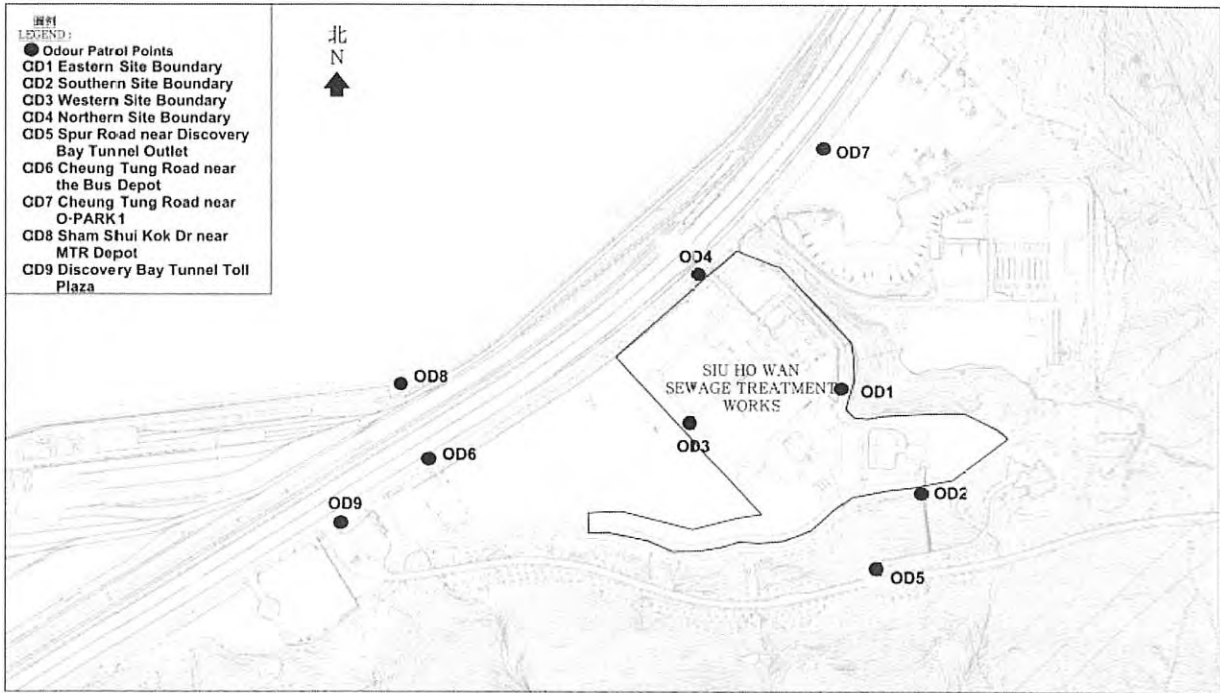 圖例
LEGEND :
Odour Patrol Points
OD1 Eastern Site Boundary
OD2 Southern Site Boundary
OD3 Western Site Boundary
OD4 Northern Site Boundary
OD5 Spur Road near Discovery
Bay Tunnel Outlet
OD6 Cheung Tung Road near
the Bus Depot
OD7 Cheung Tung Road near
O-PARK1
OD8 Sham Shui Kok Dr near
MTR Depot
OD9 Discovery Bay Tunnel Toll
Plaza
北
N
OD7
OD4
OD8
SIU HO WAN
SEWAGE TREATMENT
WORKS
OD1
OD3
OD6
OD2
OD9
OD5